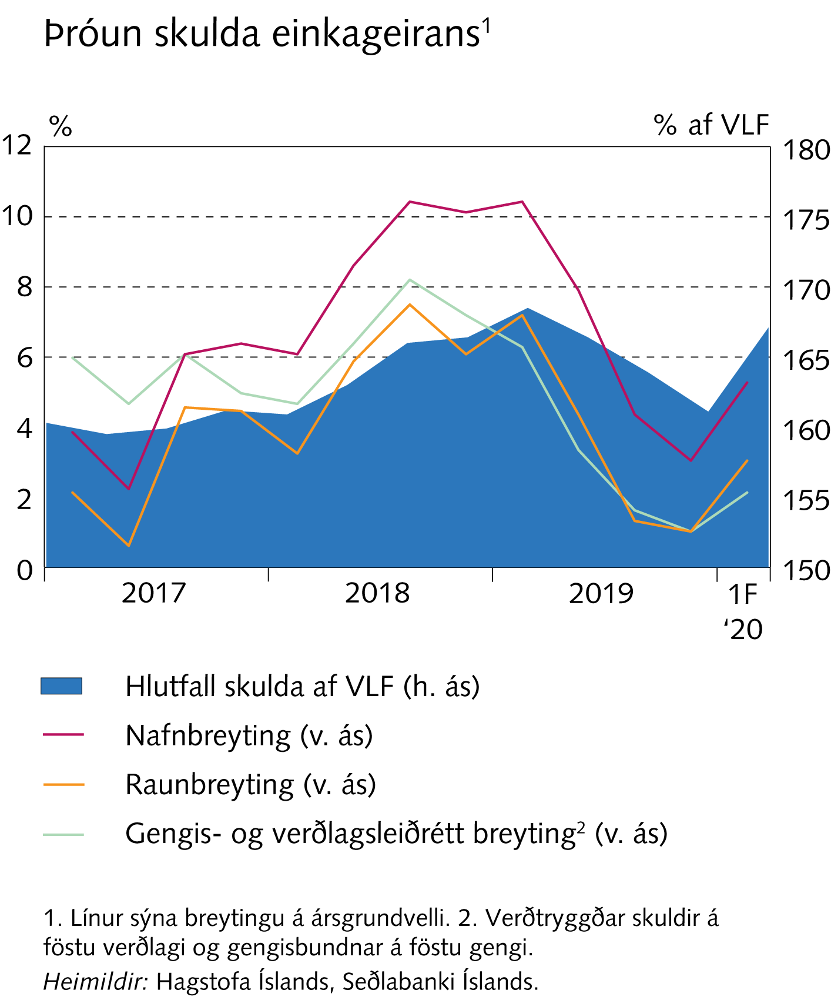 Þróun skulda einkageirans¹
%
% af VLF
12
10
8
6
4
2
0
180
175
170
165
160
155
150
2017
2018
2019
1F
‘20
Hlutfall skulda af VLF (h. ás)
Nafnbreyting (v. ás)
Raunbreyting (v. ás)
Gengis- og verðlagsleiðrétt breyting² (v. ás)
1. Línur sýna breytingu á ársgrundvelli. 2. Verðtryggðar skuldir á
föstu verðlagi og gengisbundnar á föstu gengi.
Heimildir: Hagstofa Íslands, Seðlabanki Íslands.